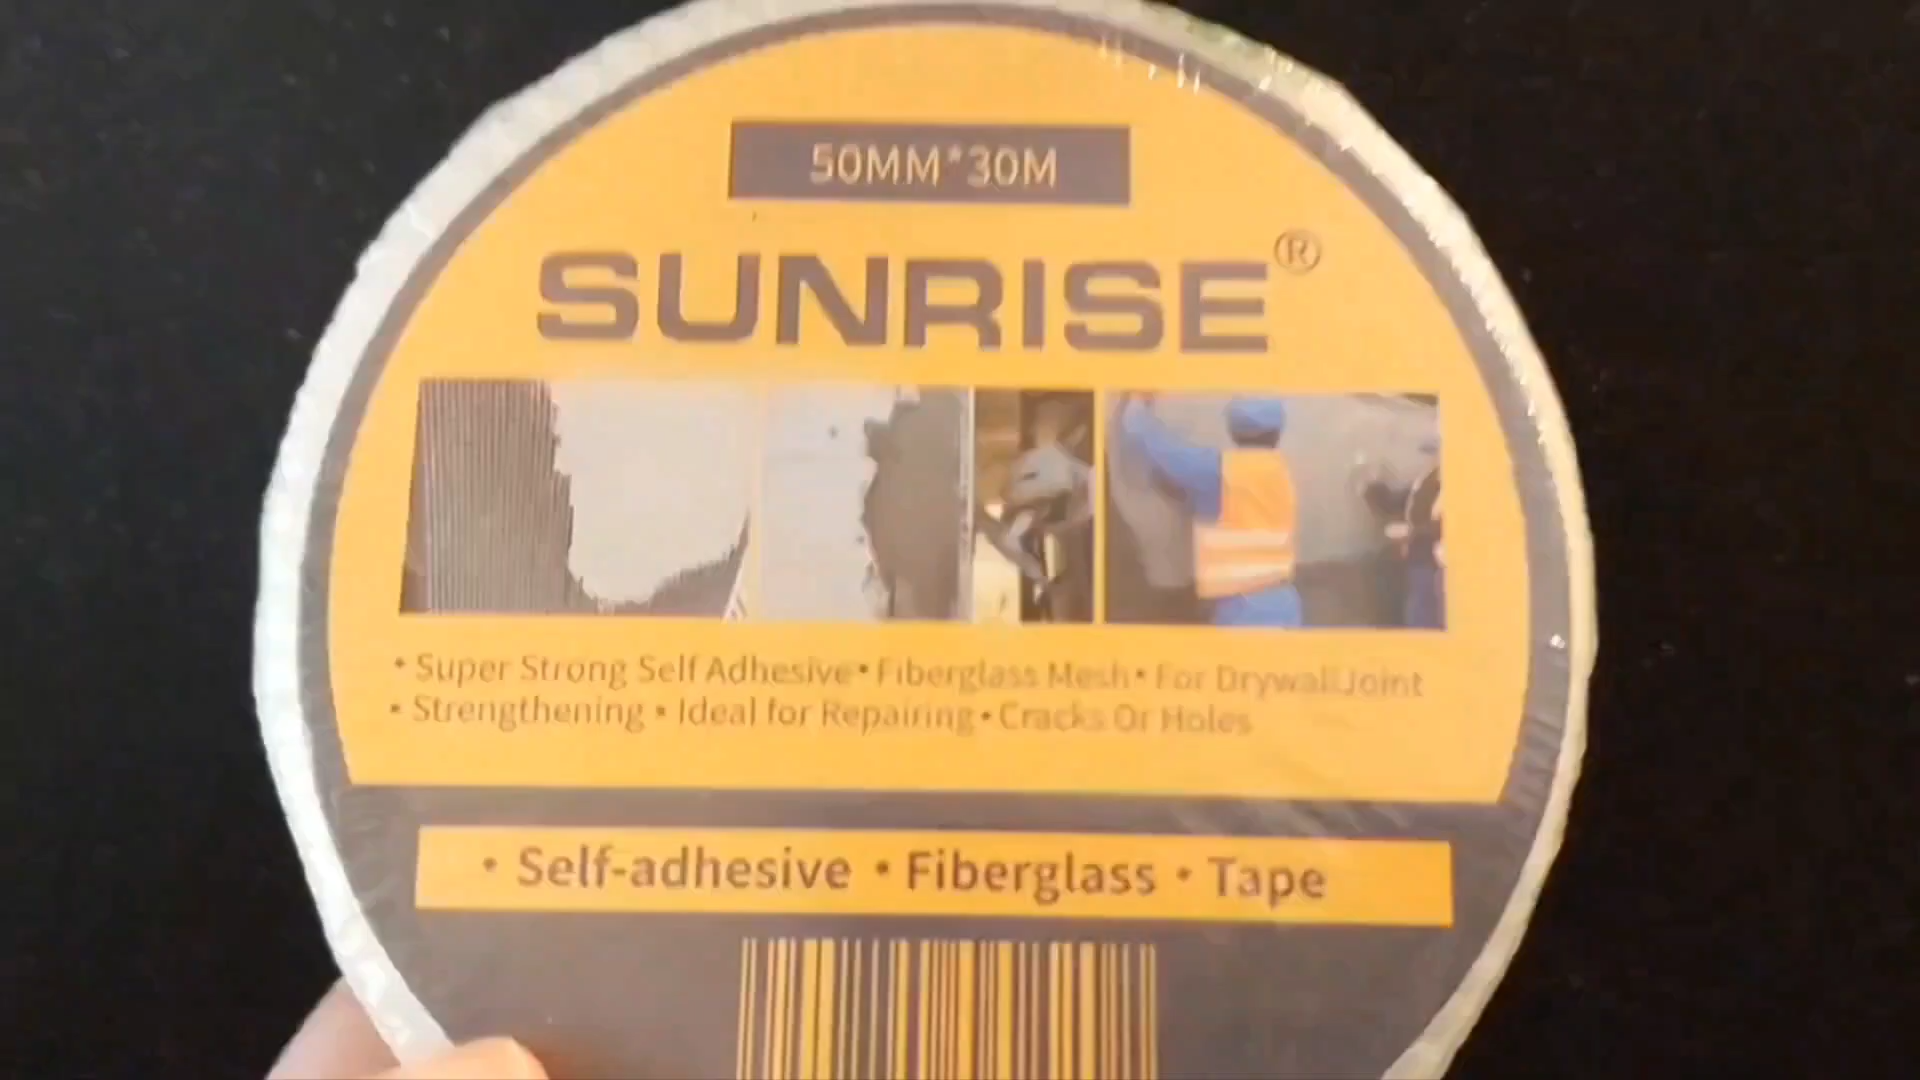 50MM*30M
SUNRISE®
• Super Strong Self Adhesive • Fiberglass Mesh • For Drywall Joint
• Strengthening • Ideal for Repairing • Cracks Or Holes
• Self-adhesive • Fiberglass • Tape